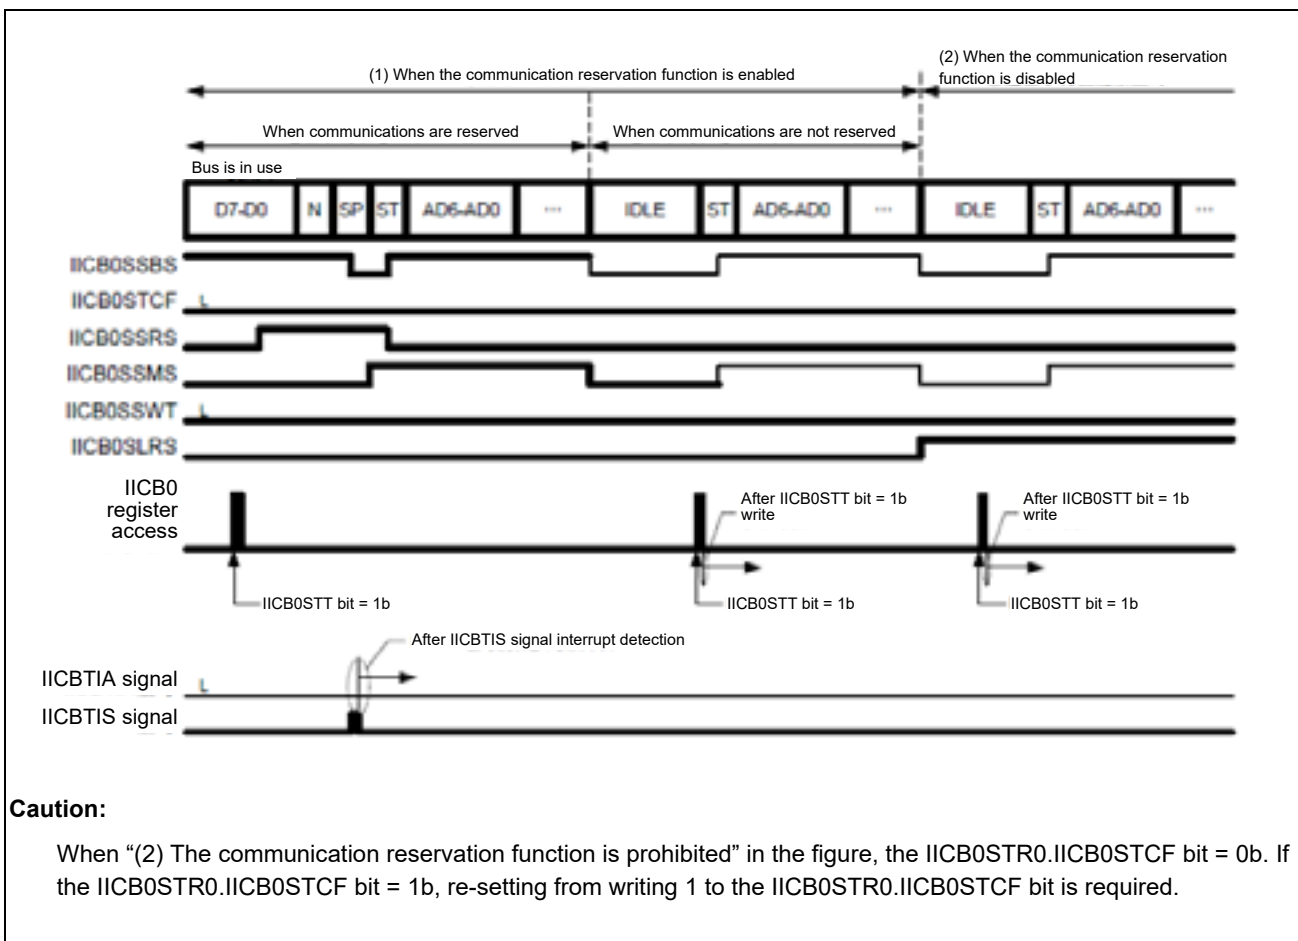 (1) When the communication reservation function is enabled
(2) When the communication reservation
function is disabled
When communications are reserved
When communications are not reserved
Bus is in use
D7-D0 N SP ST AD6-AD0 ... IDLE ST AD6-AD0 ... IDLE ST AD6-AD0 ...
IICB0SSBS
IICB0STCF L
IICB0SSRS
IICB0SSMS
IICB0SSWT L
IICB0SLRS
IICB0
register
access
After IICB0STT bit = 1b
write
After IICB0STT bit = 1b
write
IICB0STT bit = 1b
IICB0STT bit = 1b
IICB0STT bit = 1b
After IICBTIS signal interrupt detection
IICBTIA signal L
IICBTIS signal
Caution:
When “(2) The communication reservation function is prohibited” in the figure, the IICB0STR0.IICB0STCF bit = 0b. If
the IICB0STR0.IICB0STCF bit = 1b, re-setting from writing 1 to the IICB0STR0.IICB0STCF bit is required.